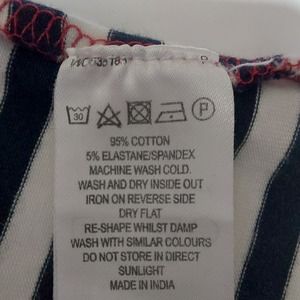 30
P
95% COTTON
5% ELASTANE/SPANDEX
MACHINE WASH COLD.
WASH AND DRY INSIDE OUT
IRON ON REVERSE SIDE
DRY FLAT
RE-SHAPE WHILST DAMP
WASH WITH SIMILAR COLOURS
DO NOT STORE IN DIRECT
SUNLIGHT
MADE IN INDIA